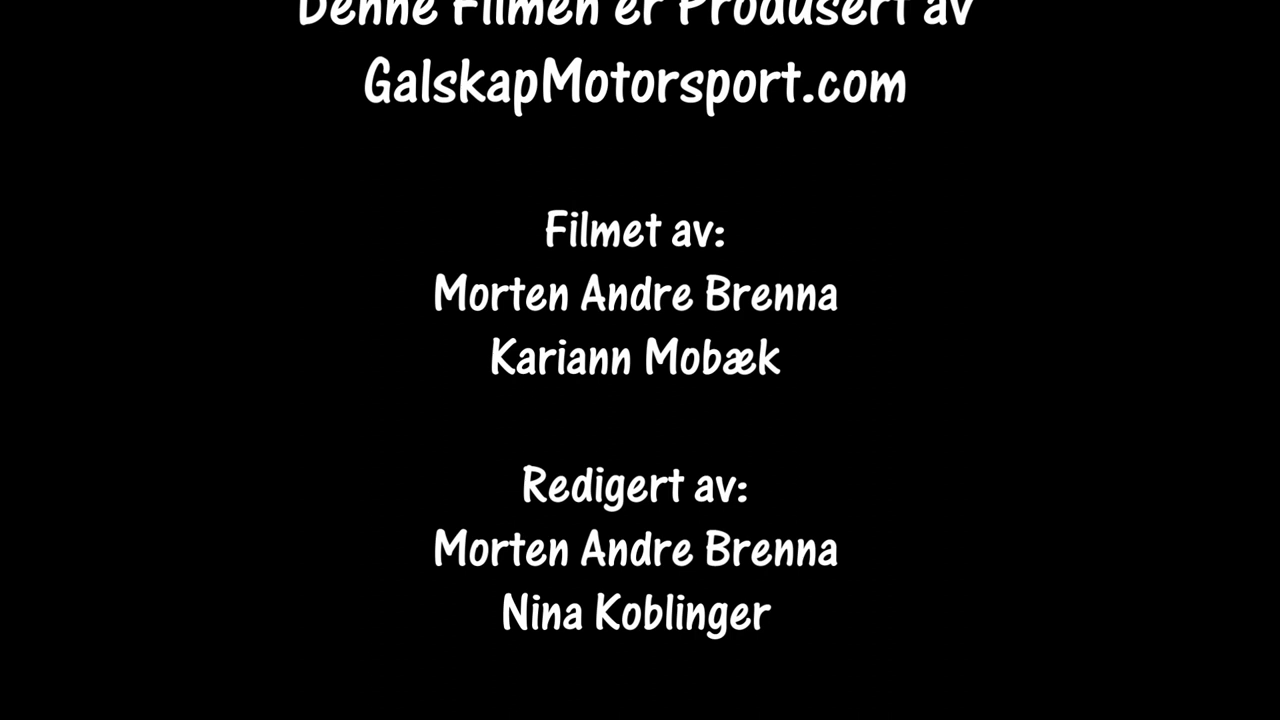 Denne Filmen er Produsert av
GalskapMotorsport.com
Filmet av:
Morten Andre Brenna
Kariann Mobæk
Redigert av:
Morten Andre Brenna
Nina Koblinger